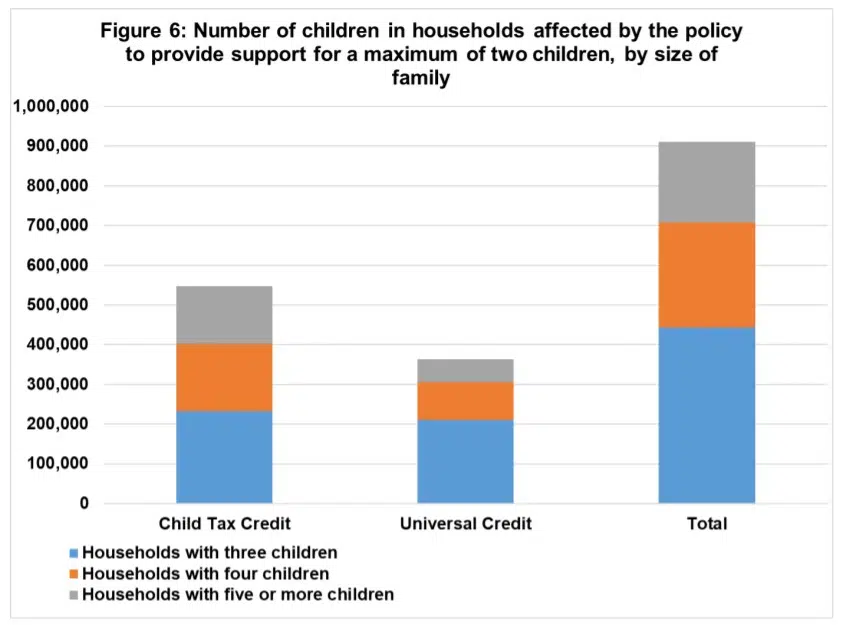 Figure 6: Number of children in households affected by the policy
to provide support for a maximum of two children, by size of
family
1,000,000
900,000
800,000
700,000
600,000
500,000
400,000
300,000
200,000
100,000
0
Child Tax Credit
Universal Credit
Total
Households with three children
Households with four children
Households with five or more children